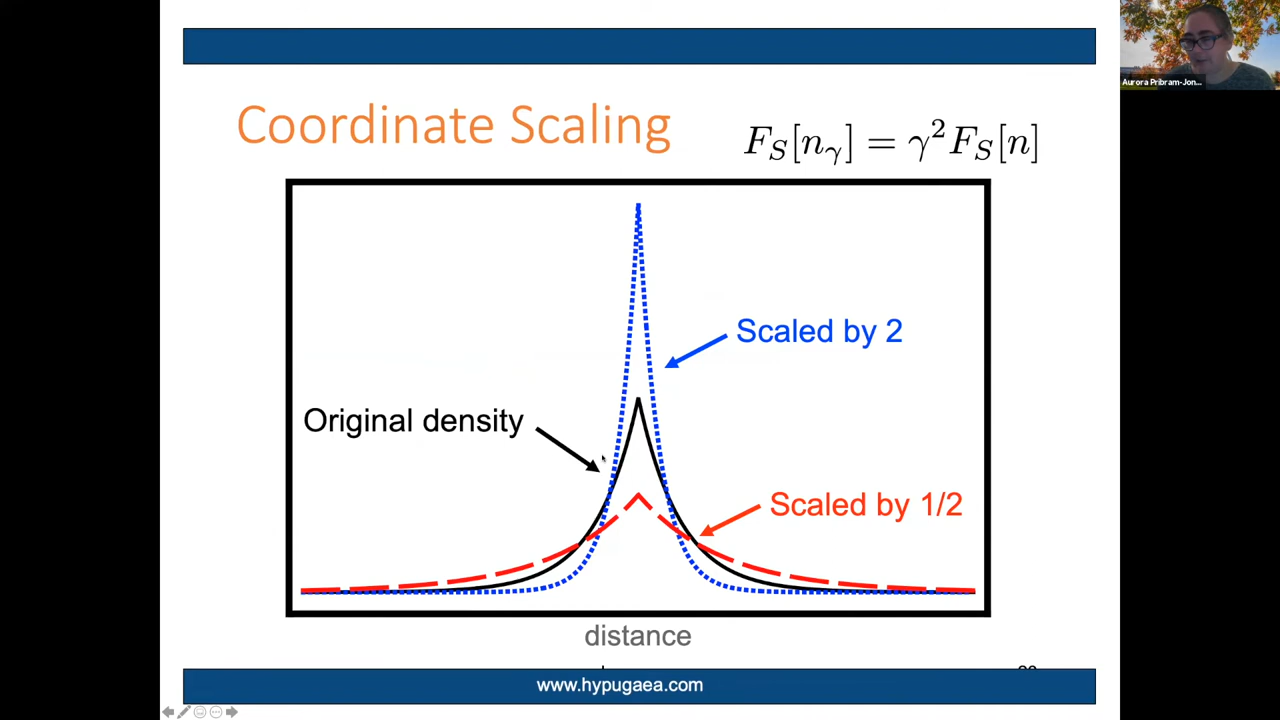 Aurora Pribram-Jon...
Coordinate Scaling
F_S[n_γ] = γ²F_S[n]
Scaled by 2
Original density
Scaled by 1/2
distance
www.hypugaea.com